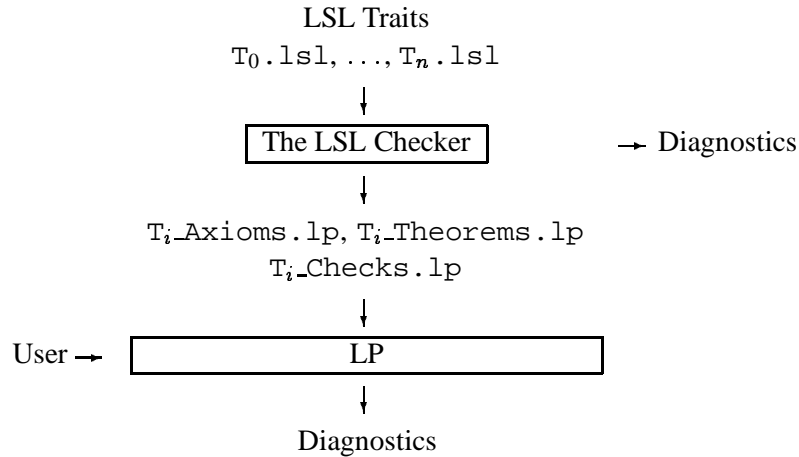 LSL Traits
T₀.lsl, ..., Tₙ.lsl
The LSL Checker → Diagnostics
Tᵢ_Axioms.lp, Tᵢ_Theorems.lp
Tᵢ_Checks.lp
User → LP
Diagnostics